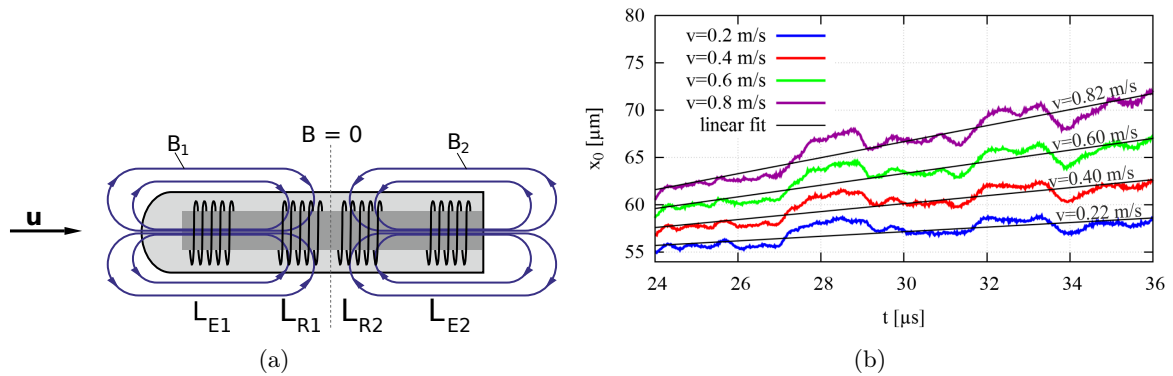 B₁
B = 0
B₂
u
L_E1
L_R1
L_R2
L_E2
(a)
80
75
70
65
60
55
x₀ [µm]
v=0.2 m/s
v=0.4 m/s
v=0.6 m/s
v=0.8 m/s
linear fit
v=0.82 m/s
v=0.60 m/s
v=0.40 m/s
v=0.22 m/s
24 26 28 30 32 34 36
t [µs]
(b)